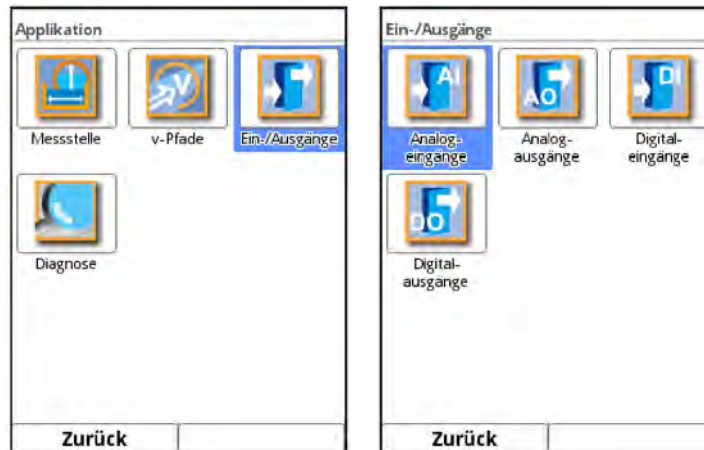 Applikation
Messstelle
v-Pfade
Ein-/Ausgänge
Diagnose
Zurück
Ein-/Ausgänge
AI
AO
DI
Analog-
eingänge
Analog-
ausgänge
Digital-
eingänge
DO
Digital-
ausgänge
Zurück